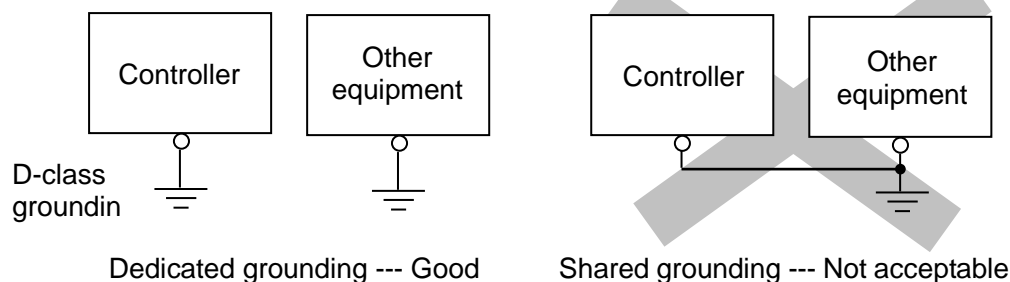 Controller
Other
equipment
D-class
groundin
Dedicated grounding --- Good
Controller
Other
equipment
Shared grounding --- Not acceptable